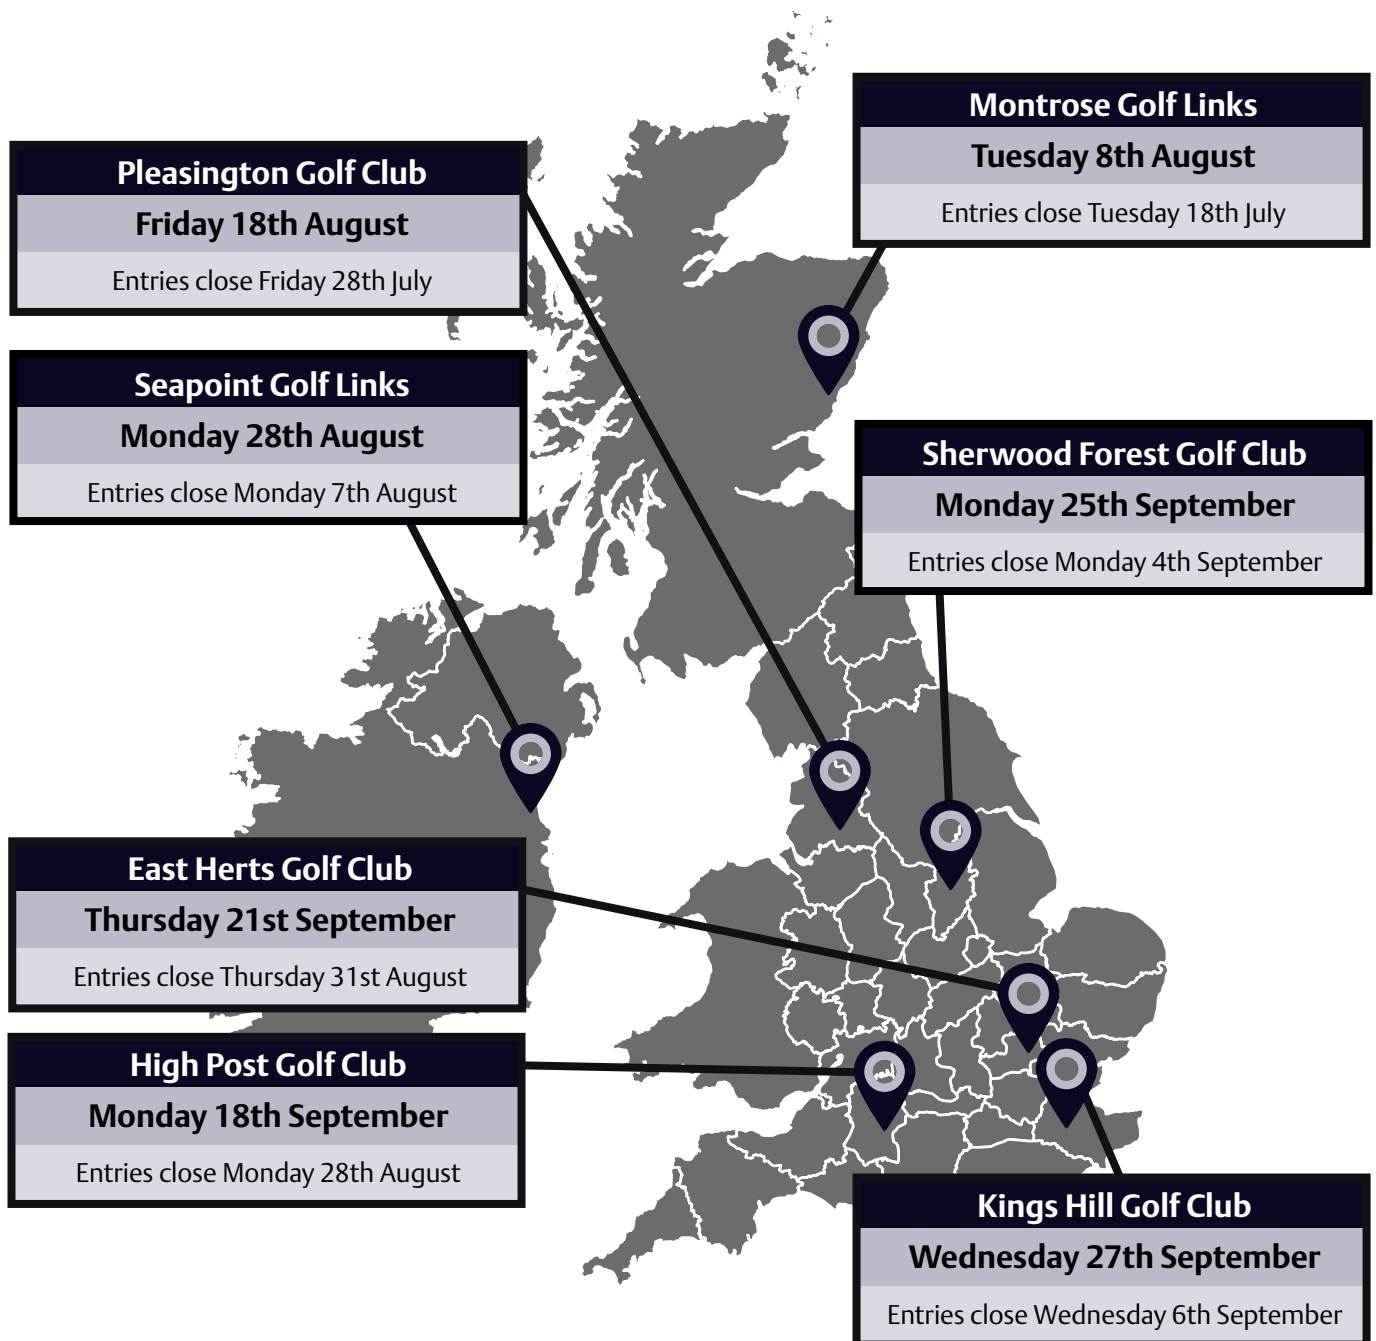 Montrose Golf Links
Tuesday 8th August
Entries close Tuesday 18th July
Pleasington Golf Club
Friday 18th August
Entries close Friday 28th July
Seapoint Golf Links
Monday 28th August
Entries close Monday 7th August
Sherwood Forest Golf Club
Monday 25th September
Entries close Monday 4th September
East Herts Golf Club
Thursday 21st September
Entries close Thursday 31st August
High Post Golf Club
Monday 18th September
Entries close Monday 28th August
Kings Hill Golf Club
Wednesday 27th September
Entries close Wednesday 6th September